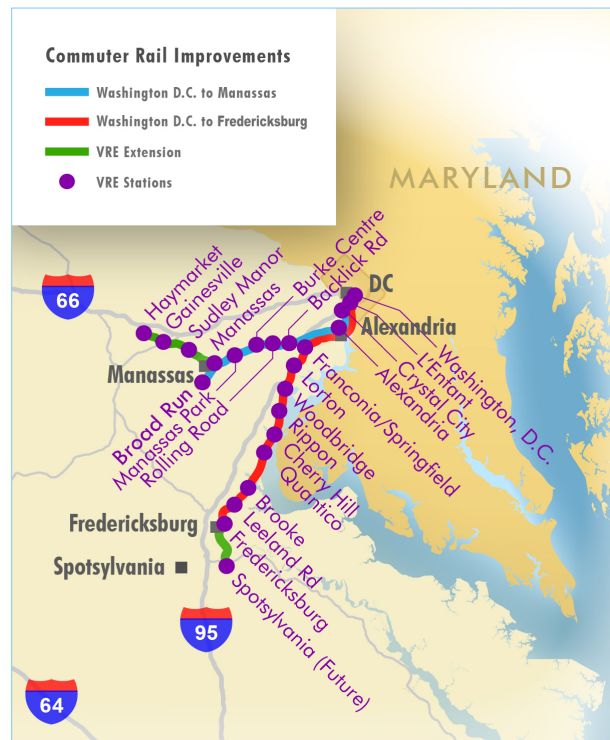 Commuter Rail Improvements
Washington D.C. to Manassas
Washington D.C. to Fredericksburg
VRE Extension
VRE Stations
MARYLAND
66
Haymarket
Gainesville
Sudley Manor
Manassas
Burke Centre
Backlick Rd
DC
Alexandria
Manassas
Broad Run
Manassas Park
Rolling Road
Washington, D.C.
L'Enfant
Crystal City
Alexandria
Franconia/Springfield
Lorton
Woodbridge
Rippon
Cherry Hill
Quantico
Brooke
Leeland Rd
Fredericksburg
Fredericksburg
Spotsylvania
Spotsylvania (Future)
95
64